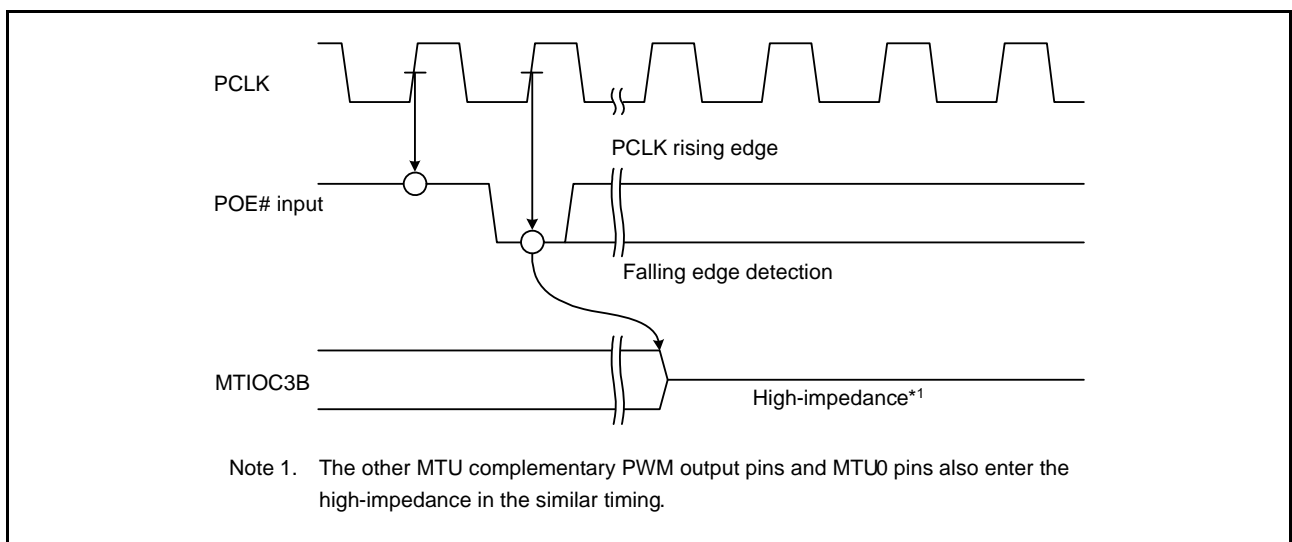 PCLK
PCLK rising edge
POE# input
Falling edge detection
MTIOC3B
High-impedance*1
Note 1. The other MTU complementary PWM output pins and MTU0 pins also enter the
high-impedance in the similar timing.